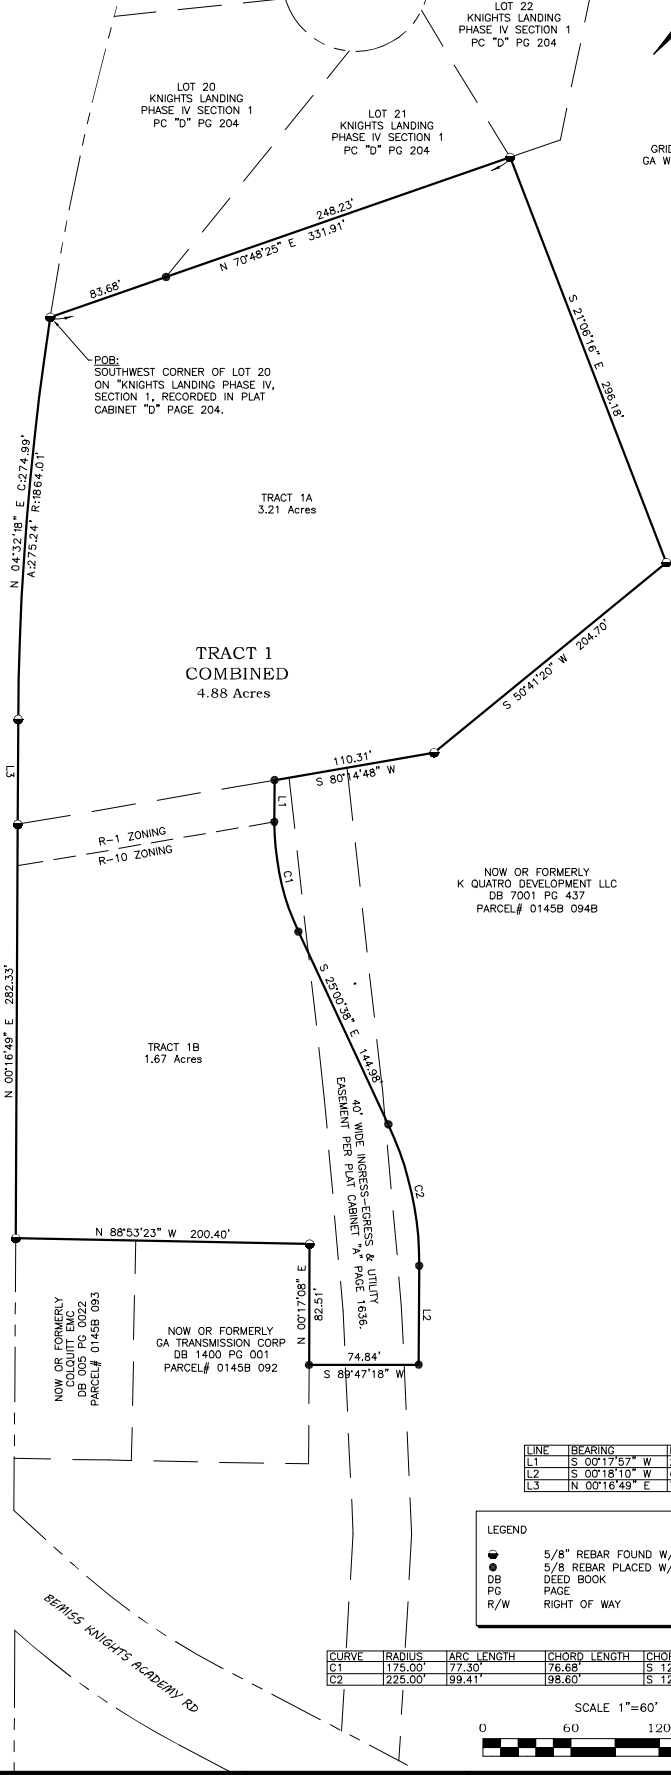 LOT 22
KNIGHTS LANDING
PHASE IV SECTION 1
PC "D" PG 204
LOT 20
KNIGHTS LANDING
PHASE IV SECTION 1
PC "D" PG 204
LOT 21
KNIGHTS LANDING
PHASE IV SECTION 1
PC "D" PG 204
GRID
GA W
248.23'
N 70°48'25" E 331.91'
83.68'
S 21°06'16" E 296.18'
POB:
SOUTHWEST CORNER OF LOT 20
ON "KNIGHTS LANDING PHASE IV,
SECTION 1, RECORDED IN PLAT
CABINET "D" PAGE 204.
N 04°32'18" E C:274.99'
A:275.24' R:1864.01'
TRACT 1A
3.21 Acres
TRACT 1
COMBINED
4.88 Acres
S 50°41'20" W 204.70'
110.31'
S 80°14'48" W
L3
L1
R-1 ZONING
R-10 ZONING
C1
NOW OR FORMERLY
K QUATRO DEVELOPMENT LLC
DB 7001 PG 437
PARCEL# 0145B 094B
N 00°16'49" E 282.33'
S 25°00'38" E 144.98'
TRACT 1B
1.67 Acres
40' WIDE INGRESS-EGRESS & UTILITY
EASEMENT PER PLAT CABINET "A" PAGE 1636.
C2
N 88°53'23" W 200.40'
N 00°17'08" E
82.51'
L2
NOW OR FORMERLY
COLQUITT EMC
DB 005 PG 0022
PARCEL# 0145B 093
NOW OR FORMERLY
GA TRANSMISSION CORP
DB 1400 PG 001
PARCEL# 0145B 092
74.84'
S 89°47'18" W
LINE BEARING
L1 S 00°17'57" W
L2 S 00°18'10" W
L3 N 00°16'49" E
LEGEND
5/8" REBAR FOUND W/
5/8 REBAR PLACED W/
DB DEED BOOK
PG PAGE
R/W RIGHT OF WAY
BEMISS KNIGHTS ACADEMY RD
CURVE RADIUS ARC LENGTH CHORD LENGTH CHOR
C1 175.00' 77.30' 76.68' S 12
C2 225.00' 99.41' 98.60' S 12
SCALE 1"=60'
0 60 120